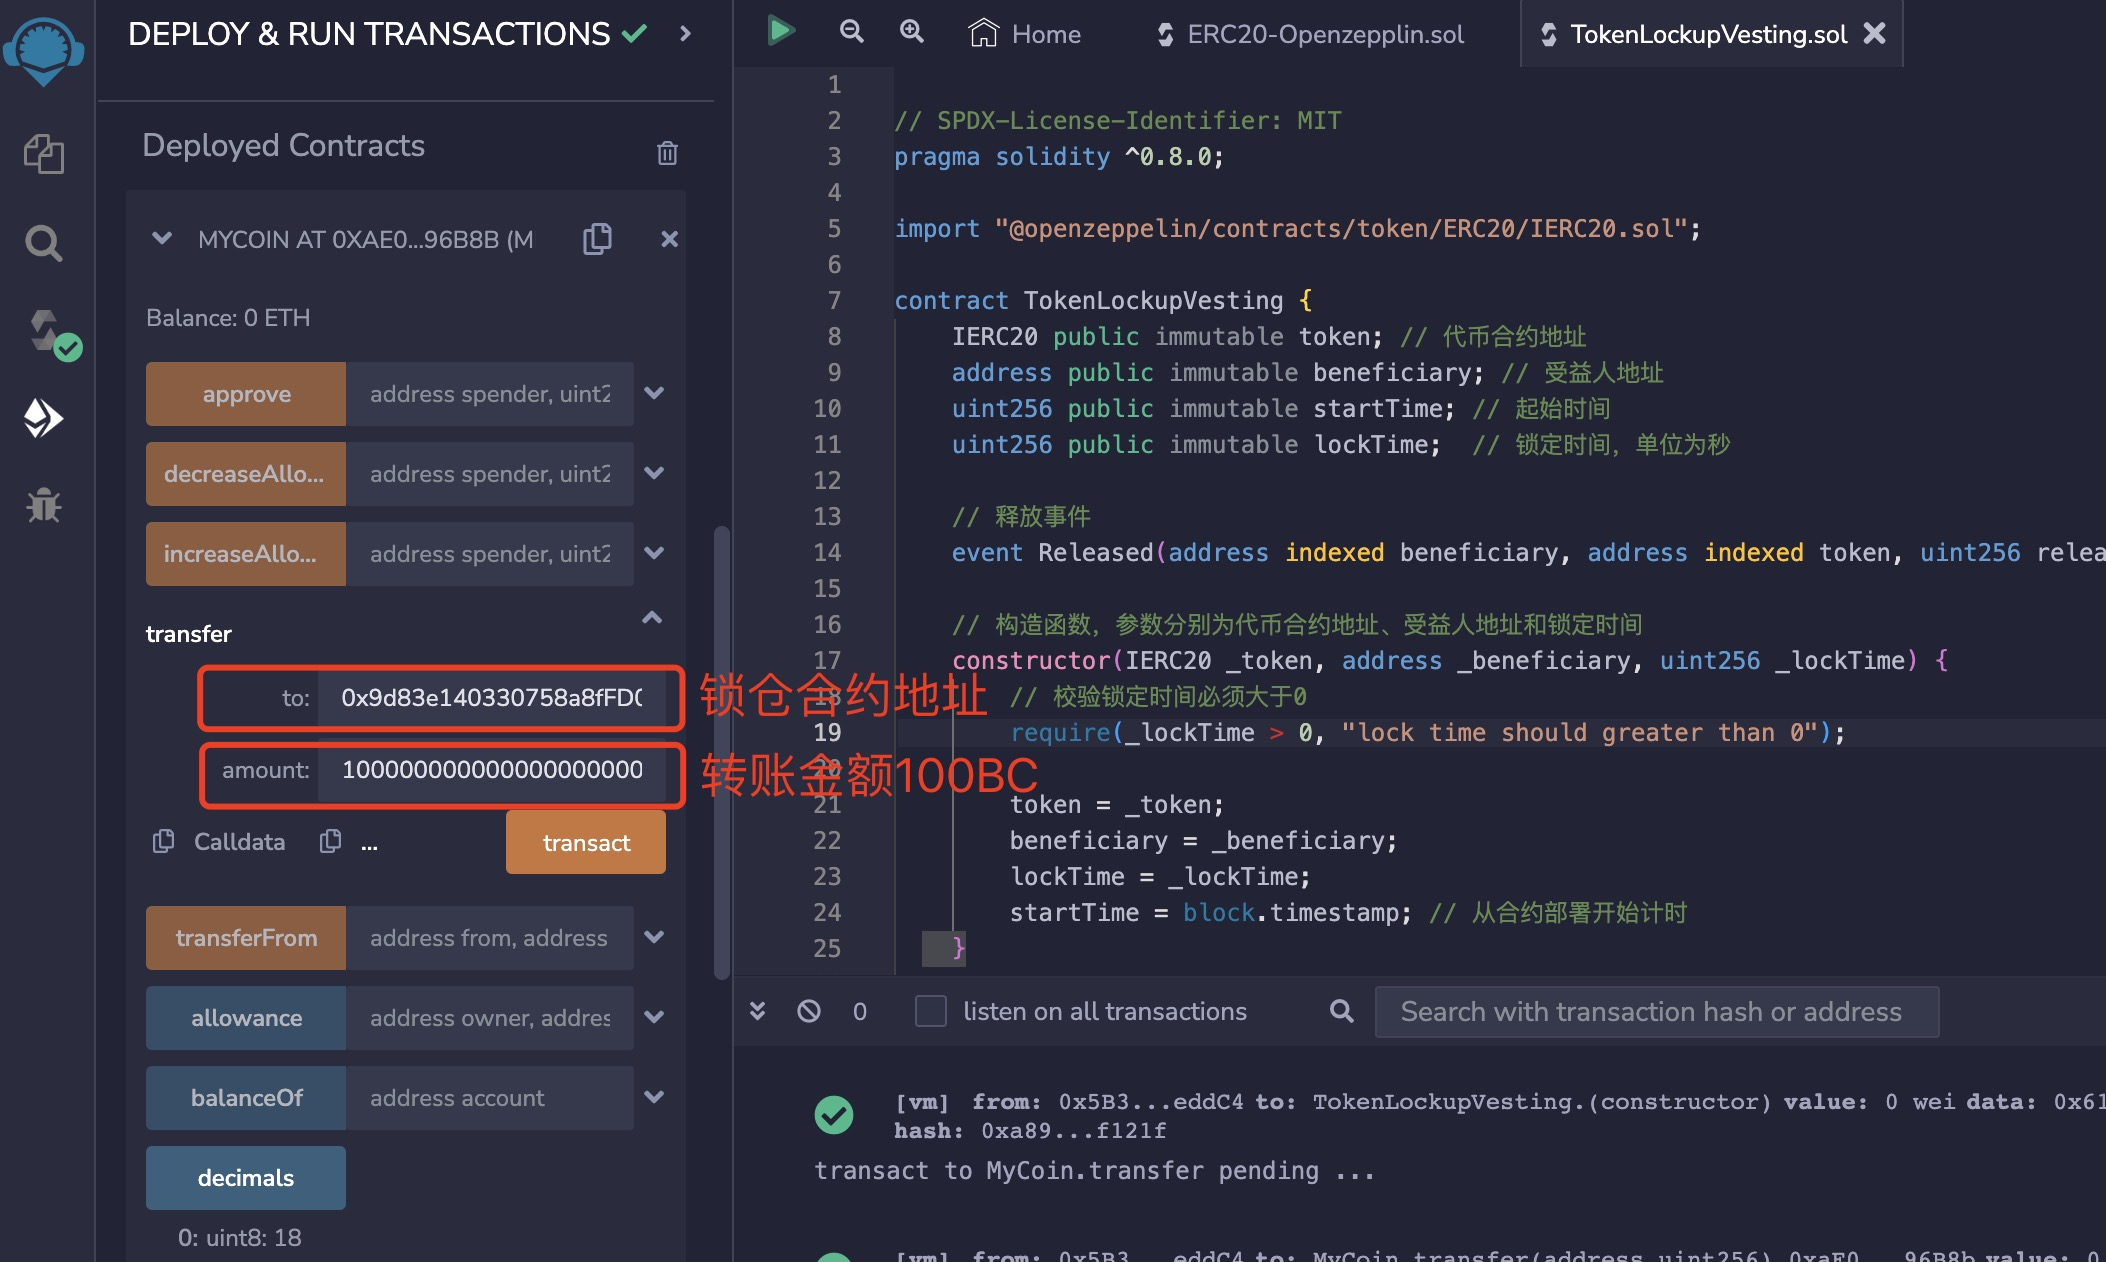 DEPLOY & RUN TRANSACTIONS
Deployed Contracts
MYCOIN AT 0XAE0...96B8B (M
Balance: 0 ETH
approve address spender, uint2
decreaseAllo... address spender, uint2
increaseAllo... address spender, uint2
transfer
to: 0x9d83e140330758a8fFD0
锁仓合约地址
amount:
转账金额100BC
Calldata ... transact
transferFrom address from, address
allowance address owner, addres
balanceOf address account
decimals
0: uint8: 18
Home ERC20-Openzepplin.sol TokenLockupVesting.sol
1
2 // SPDX-License-Identifier: MIT
3 pragma solidity ^0.8.0;
4
5 import "@openzeppelin/contracts/token/ERC20/IERC20.sol";
6
7 contract TokenLockupVesting {
8 IERC20 public immutable token; // 代币合约地址
9 address public immutable beneficiary; // 受益人地址
10 uint256 public immutable startTime; // 起始时间
11 uint256 public immutable lockTime;  // 锁定时间，单位为秒
12
13 // 释放事件
14 event Released(address indexed beneficiary, address indexed token, uint256 relea
15
16 // 构造函数，参数分别为代币合约地址、受益人地址和锁定时间
17 constructor(IERC20 _token, address _beneficiary, uint256 _lockTime) {
18 // 校验锁定时间必须大于0
19 require(_lockTime > 0, "lock time should greater than 0");
20
21 token = _token;
22 beneficiary = _beneficiary;
23 lockTime = _lockTime;
24 startTime = block.timestamp; // 从合约部署开始计时
25 }
0 listen on all transactions Search with transaction hash or address
[vm] from: 0x5B3...eddC4 to: TokenLockupVesting.(constructor) value: 0 wei data: 0x61
hash: 0xa89...f121f
transact to MyCoin.transfer pending ...
[vm] from: 0x5B3...eddC4 to: MyCoin.transfer(address,uint256) 0xaE0...96B8b value: 0